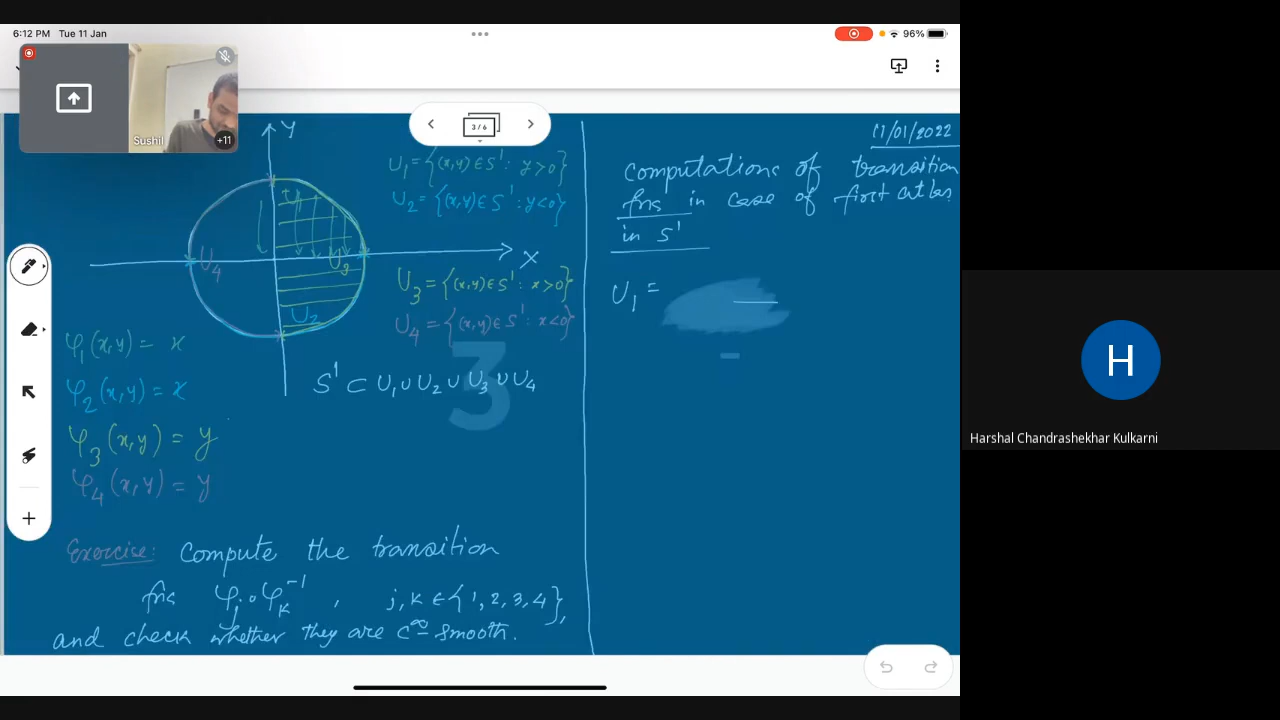 6:12 PM Tue 11 Jan
96%
Sushil
+11
3 / 6
Y
X
U₄
U₃
U₂
U₁ = {(x,y) ∈ S¹ : y>0}
U₂ = {(x,y) ∈ S¹ : y<0}
U₃ = {(x,y) ∈ S¹ : x>0}
U₄ = {(x,y) ∈ S¹ : x<0}
φ₁(x,y) = x
φ₂(x,y) = x
φ₃(x,y) = y
φ₄(x,y) = y
S¹ ⊂ U₁ ∪ U₂ ∪ U₃ ∪ U₄
3
Exercise: Compute the transition
fns φⱼ∘φₖ⁻¹ , j, k ∈ {1, 2, 3, 4},
and check whether they are C^∞-smooth.
11/01/2022
Computations of transition
fns in case of first atlas
in S¹
U₁ =
H
Harshal Chandrashekhar Kulkarni